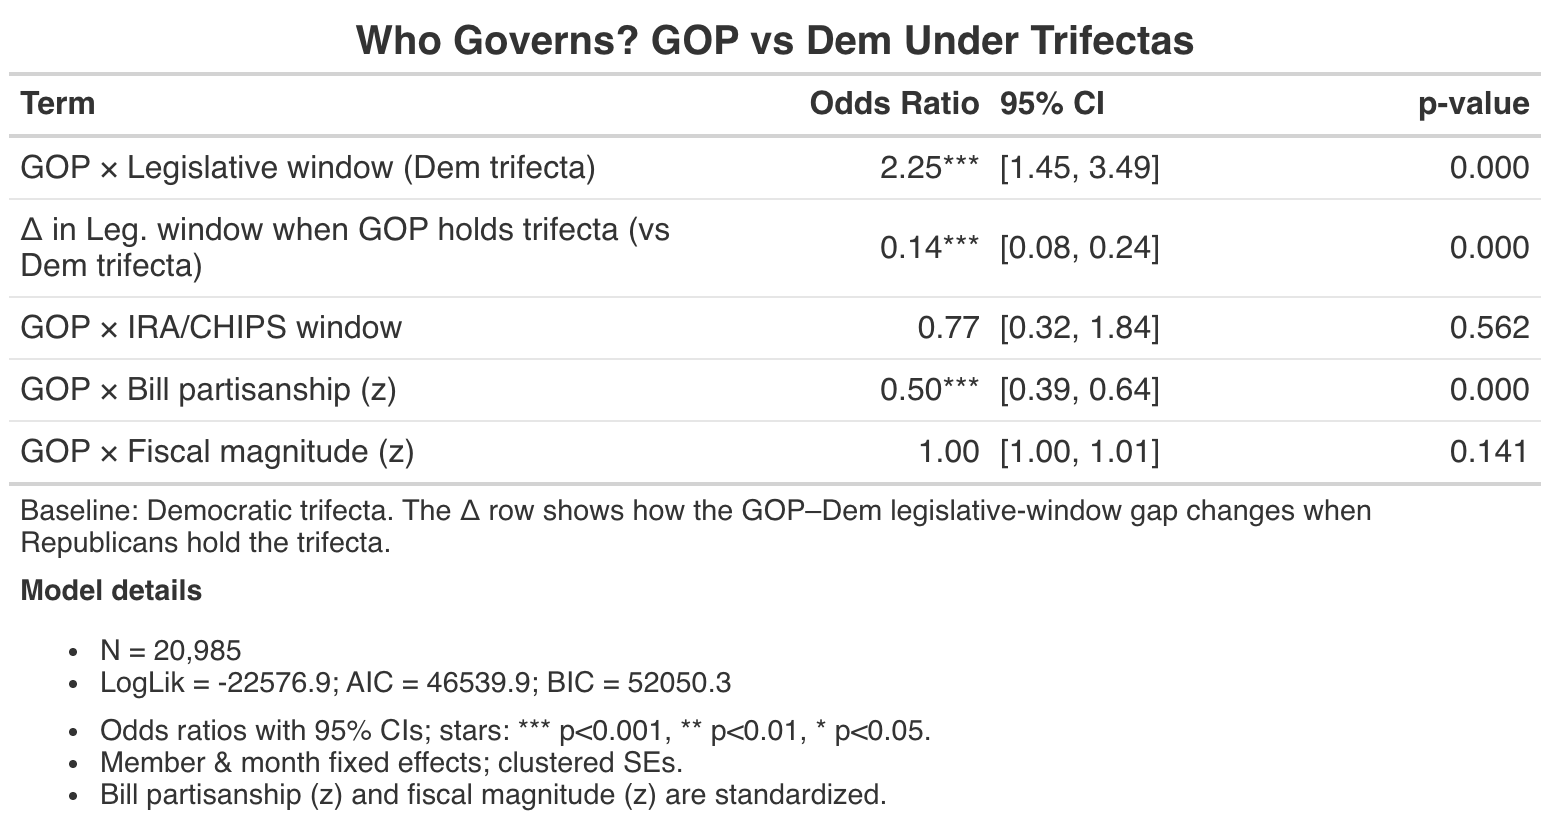 Who Governs? GOP vs Dem Under Trifectas
Term Odds Ratio 95% CI p-value
GOP × Legislative window (Dem trifecta) 2.25*** [1.45, 3.49] 0.000
Δ in Leg. window when GOP holds trifecta (vs
Dem trifecta) 0.14*** [0.08, 0.24] 0.000
GOP × IRA/CHIPS window 0.77 [0.32, 1.84] 0.562
GOP × Bill partisanship (z) 0.50*** [0.39, 0.64] 0.000
GOP × Fiscal magnitude (z) 1.00 [1.00, 1.01] 0.141
Baseline: Democratic trifecta. The Δ row shows how the GOP–Dem legislative-window gap changes when
Republicans hold the trifecta.
Model details
• N = 20,985
• LogLik = -22576.9; AIC = 46539.9; BIC = 52050.3
• Odds ratios with 95% CIs; stars: *** p<0.001, ** p<0.01, * p<0.05.
• Member & month fixed effects; clustered SEs.
• Bill partisanship (z) and fiscal magnitude (z) are standardized.